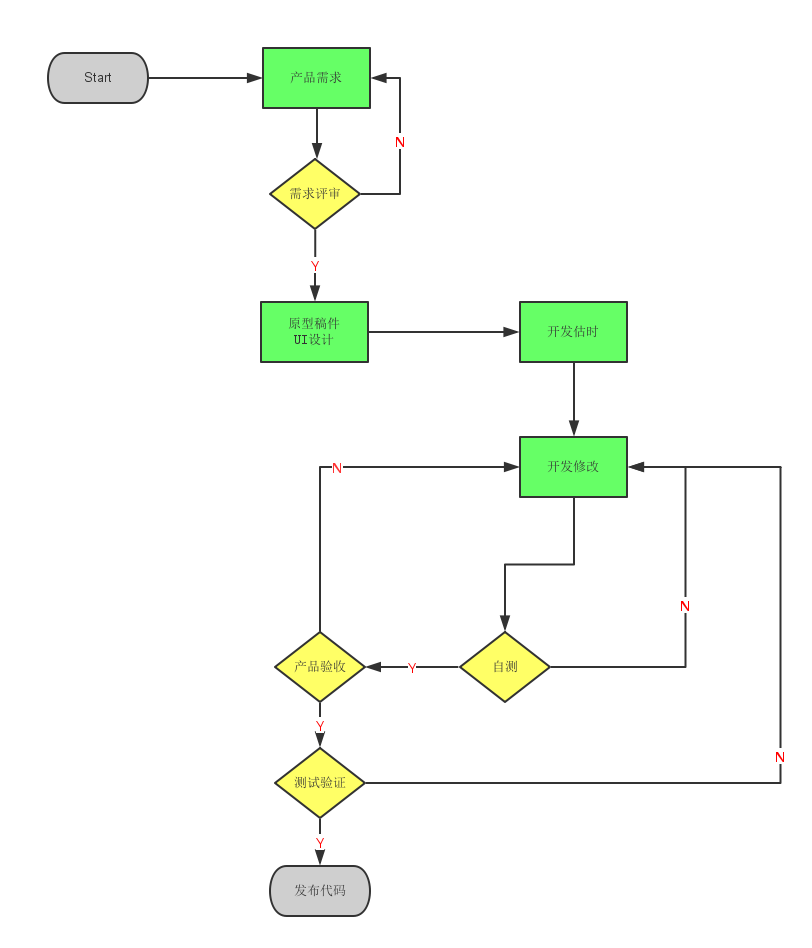 Start
产品需求
N
需求评审
Y
原型稿件
UI设计
开发估时
开发修改
N
N
产品验收
Y
自测
Y
N
测试验证
Y
发布代码